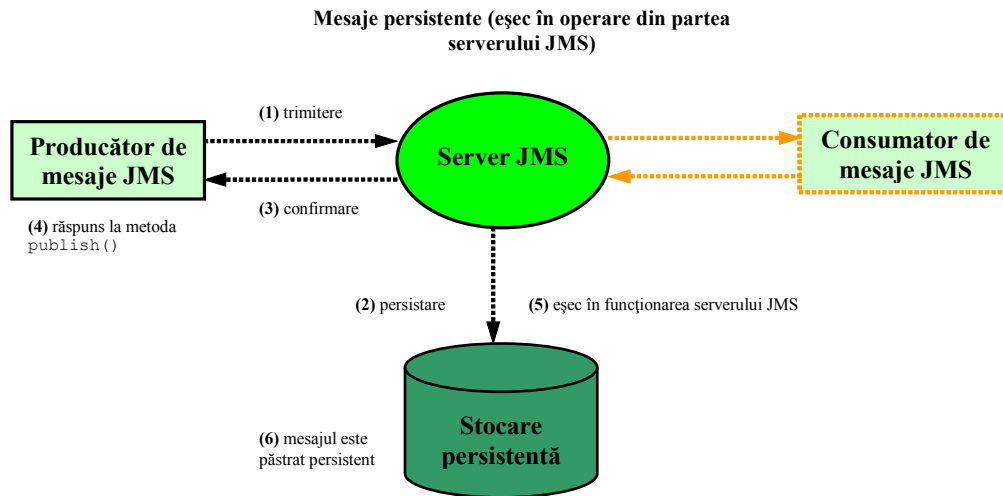 Mesaje persistente (eşec în operare din partea
serverului JMS)
(1) trimitere
Producător de
mesaje JMS
Server JMS
Consumator de
mesaje JMS
(3) confirmare
(4) răspuns la metoda
publish()
(2) persistare
(5) eşec în funcţionarea serverului JMS
Stocare
persistentă
(6) mesajul este
păstrat persistent